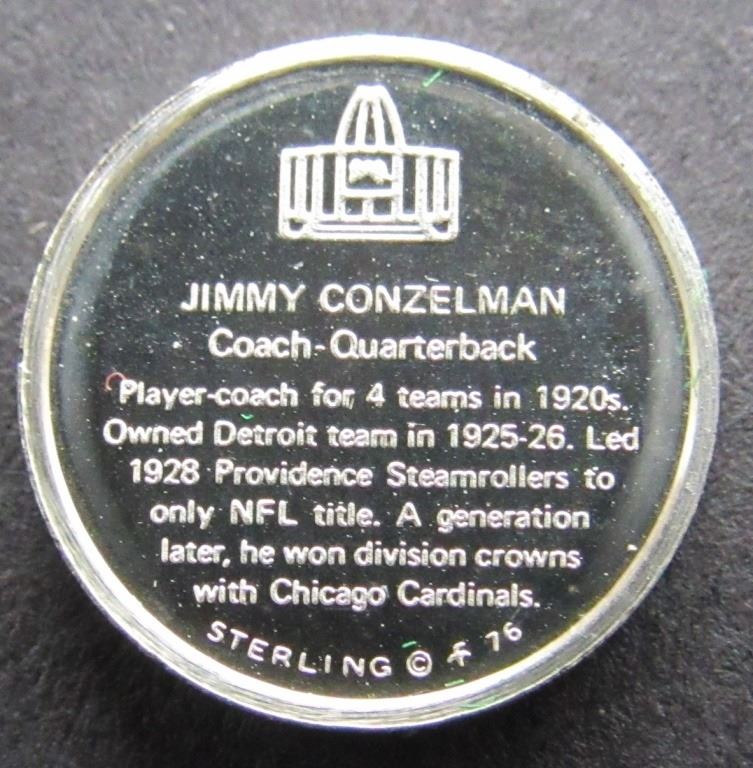 JIMMY CONZELMAN
Coach-Quarterback
Player-coach for 4 teams in 1920s.
Owned Detroit team in 1925-26. Led
1928 Providence Steamrollers to
only NFL title. A generation
later, he won division crowns
with Chicago Cardinals.
STERLING © F 76